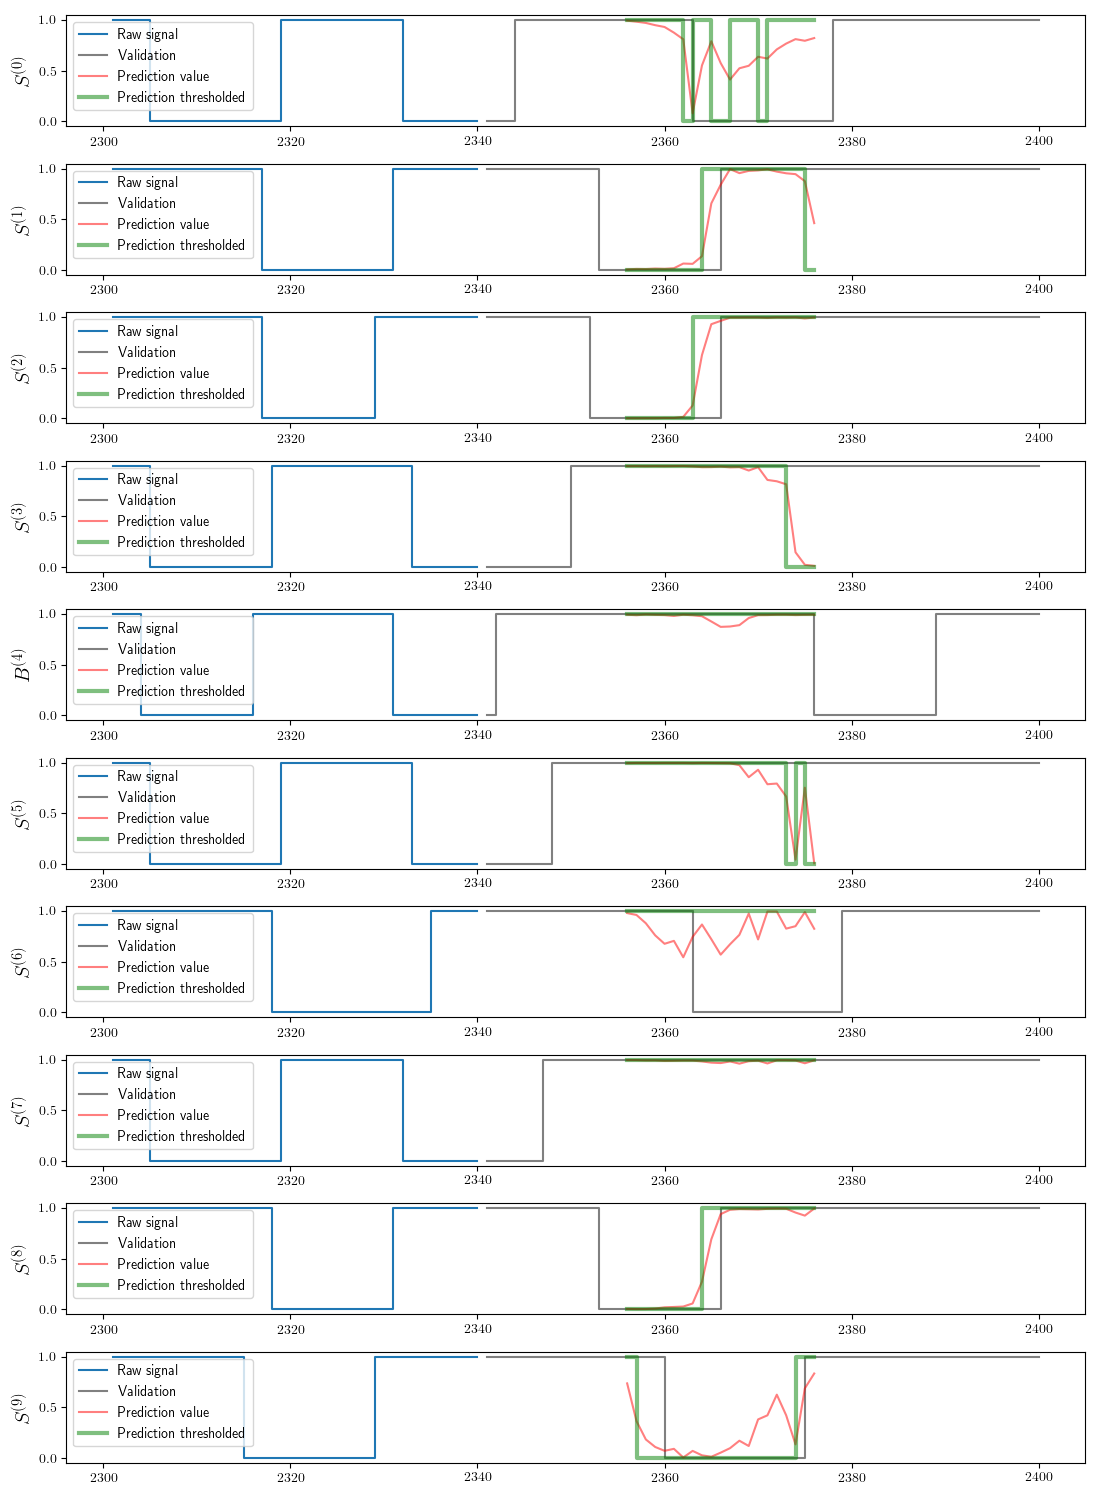 1.0
0.5
0.0
S(0)
Raw signal
Validation
Prediction value
Prediction thresholded
2300 2320 2340 2360 2380 2400
1.0
0.5
0.0
S(1)
Raw signal
Validation
Prediction value
Prediction thresholded
2300 2320 2340 2360 2380 2400
1.0
0.5
0.0
S(2)
Raw signal
Validation
Prediction value
Prediction thresholded
2300 2320 2340 2360 2380 2400
1.0
0.5
0.0
S(3)
Raw signal
Validation
Prediction value
Prediction thresholded
2300 2320 2340 2360 2380 2400
1.0
0.5
0.0
B(4)
Raw signal
Validation
Prediction value
Prediction thresholded
2300 2320 2340 2360 2380 2400
1.0
0.5
0.0
S(5)
Raw signal
Validation
Prediction value
Prediction thresholded
2300 2320 2340 2360 2380 2400
1.0
0.5
0.0
S(6)
Raw signal
Validation
Prediction value
Prediction thresholded
2300 2320 2340 2360 2380 2400
1.0
0.5
0.0
S(7)
Raw signal
Validation
Prediction value
Prediction thresholded
2300 2320 2340 2360 2380 2400
1.0
0.5
0.0
S(8)
Raw signal
Validation
Prediction value
Prediction thresholded
2300 2320 2340 2360 2380 2400
1.0
0.5
0.0
S(9)
Raw signal
Validation
Prediction value
Prediction thresholded
2300 2320 2340 2360 2380 2400